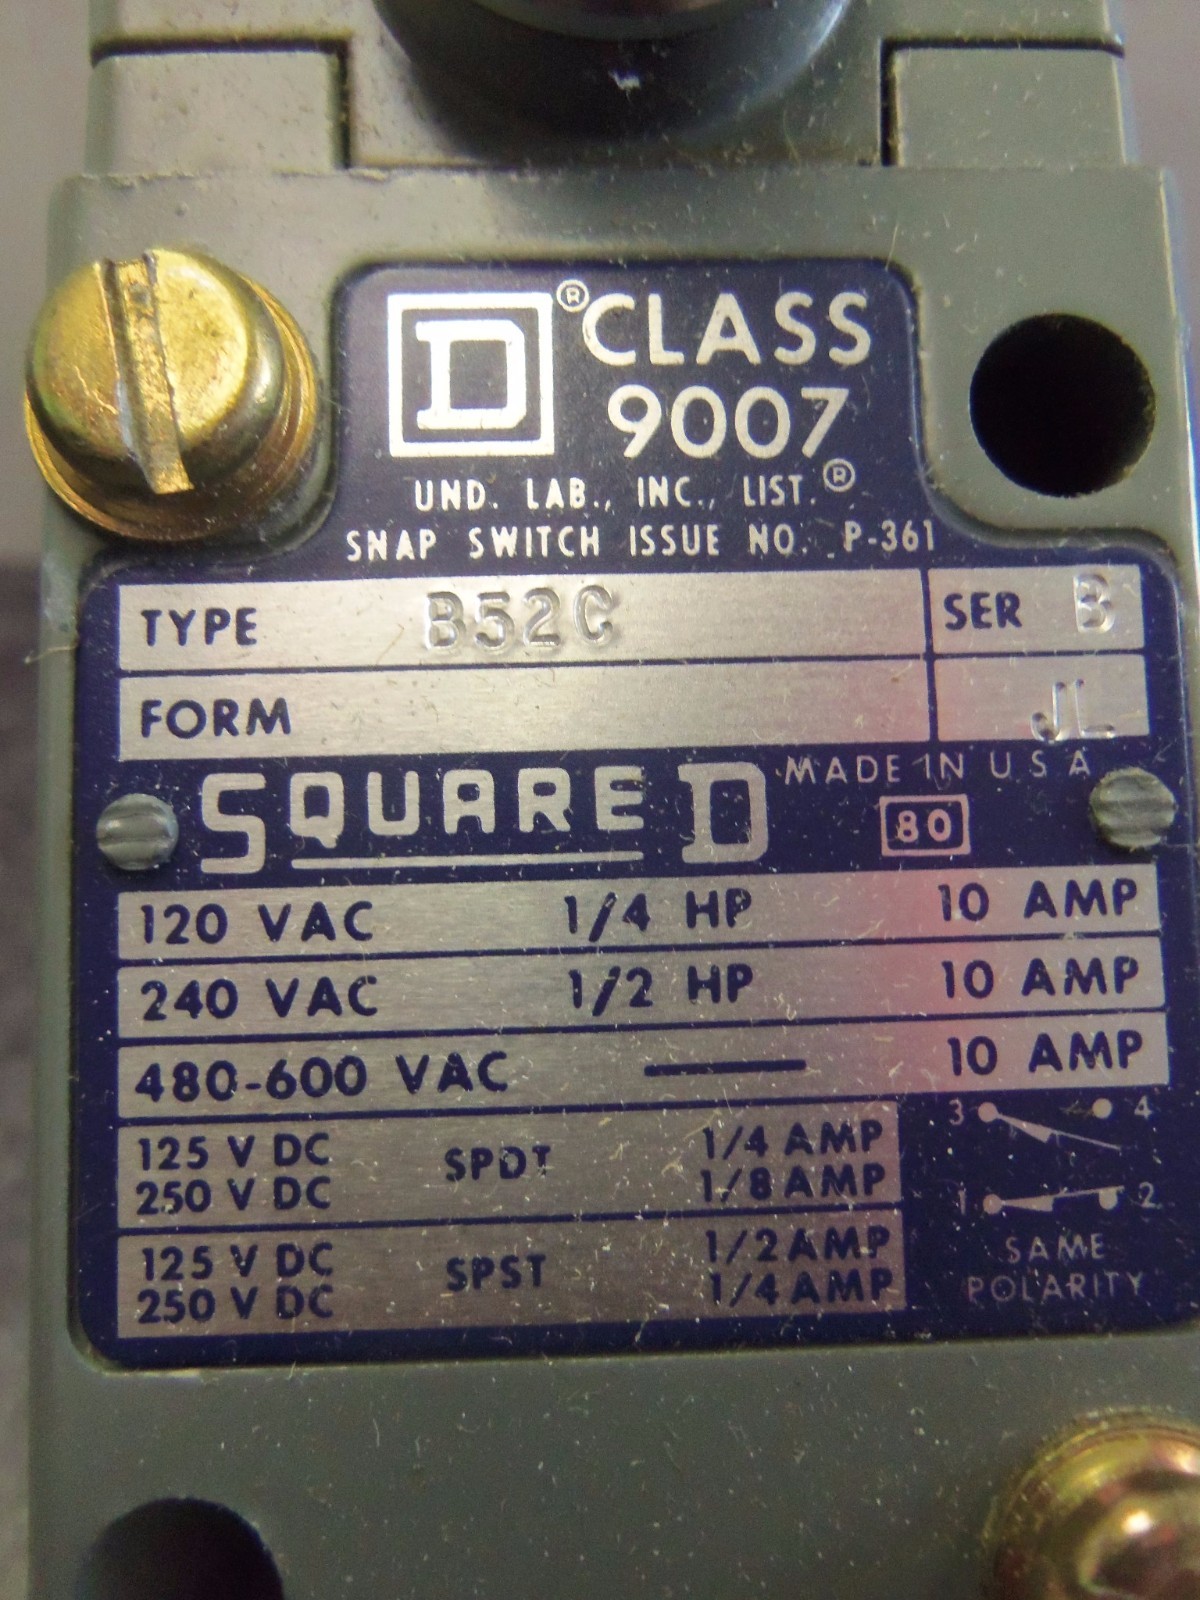 D® CLASS
9007
UND. LAB., INC., LIST.®
SNAP SWITCH ISSUE NO. P-361
TYPE B52C SER B
FORM JL
SQUARE D MADE IN U S A
80
120 VAC 1/4 HP 10 AMP
240 VAC 1/2 HP 10 AMP
480-600 VAC 10 AMP
3 4
125 V DC SPDT 1/4 AMP
250 V DC 1/8 AMP
1 2
125 V DC SPST 1/2 AMP
250 V DC 1/4 AMP
SAME
POLARITY